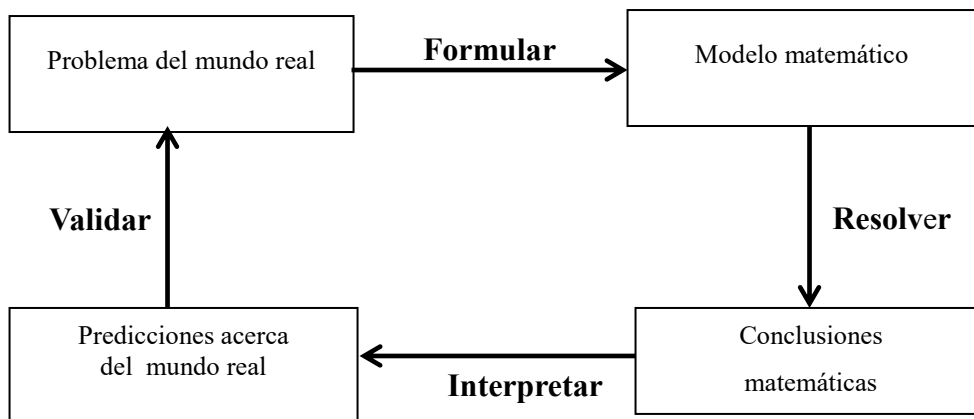 Problema del mundo real
Formular
Modelo matemático
Validar
Resolver
Predicciones acerca
del mundo real
Interpretar
Conclusiones
matemáticas